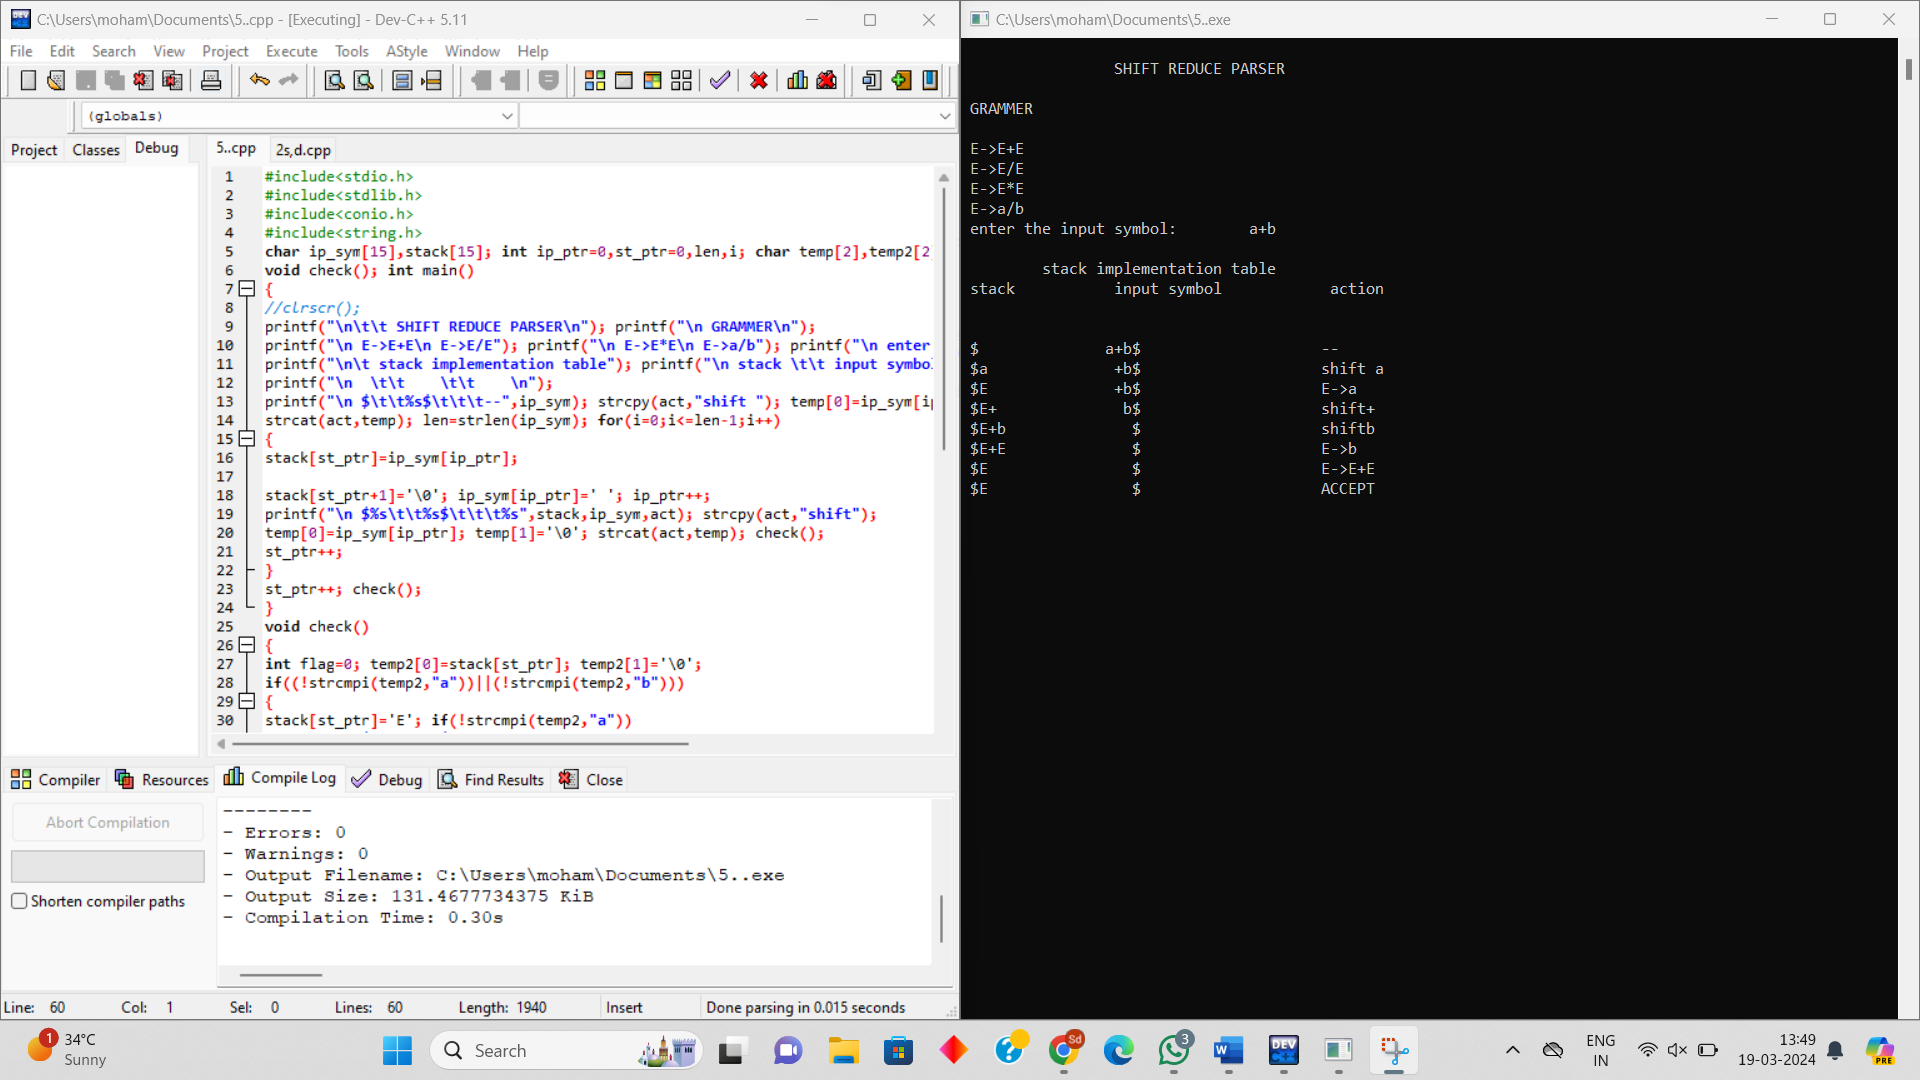 C:\Users\moham\Documents\5..cpp - [Executing] - Dev-C++ 5.11
File Edit Search View Project Execute Tools AStyle Window Help
(globals)
Project Classes Debug
5..cpp 2s,d.cpp
1 #include<stdio.h>
2 #include<stdlib.h>
3 #include<conio.h>
4 #include<string.h>
5 char ip_sym[15],stack[15]; int ip_ptr=0,st_ptr=0,len,i; char temp[2],temp2[2
6 void check(); int main()
7 {
8 //clrscr();
9 printf("\n\t\t SHIFT REDUCE PARSER\n"); printf("\n GRAMMER\n");
10 printf("\n E->E+E\n E->E/E"); printf("\n E->E*E\n E->a/b"); printf("\n enter
11 printf("\n\t stack implementation table"); printf("\n stack \t\t input symbo
12 printf("\n  \t\t    \t\t    \n");
13 printf("\n $\t\t%s$\t\t\t--",ip_sym); strcpy(act,"shift "); temp[0]=ip_sym[ip
14 strcat(act,temp); len=strlen(ip_sym); for(i=0;i<=len-1;i++)
15 {
16 stack[st_ptr]=ip_sym[ip_ptr];
17
18 stack[st_ptr+1]='\0'; ip_sym[ip_ptr]=' '; ip_ptr++;
19 printf("\n $%s\t\t%s$\t\t\t%s",stack,ip_sym,act); strcpy(act,"shift");
20 temp[0]=ip_sym[ip_ptr]; temp[1]='\0'; strcat(act,temp); check();
21 st_ptr++;
22 }
23 st_ptr++; check();
24 }
25 void check()
26 {
27 int flag=0; temp2[0]=stack[st_ptr]; temp2[1]='\0';
28 if((!strcmpi(temp2,"a"))||(!strcmpi(temp2,"b")))
29 {
30 stack[st_ptr]='E'; if(!strcmpi(temp2,"a"))
Compiler Resources Compile Log Debug Find Results Close
Abort Compilation
Shorten compiler paths
--------
- Errors: 0
- Warnings: 0
- Output Filename: C:\Users\moham\Documents\5..exe
- Output Size: 131.4677734375 KiB
- Compilation Time: 0.30s
Line: 60 Col: 1 Sel: 0 Lines: 60 Length: 1940 Insert Done parsing in 0.015 seconds
C:\Users\moham\Documents\5..exe
SHIFT REDUCE PARSER
GRAMMER
E->E+E
E->E/E
E->E*E
E->a/b
enter the input symbol: a+b
stack implementation table
stack input symbol action
$ a+b$ --
$a +b$ shift a
$E +b$ E->a
$E+ b$ shift+
$E+b $ shiftb
$E+E $ E->b
$E $ E->E+E
$E $ ACCEPT
1
34°C
Sunny
Search
Sd
3
DEV
ENG
IN
13:49
19-03-2024
PRE